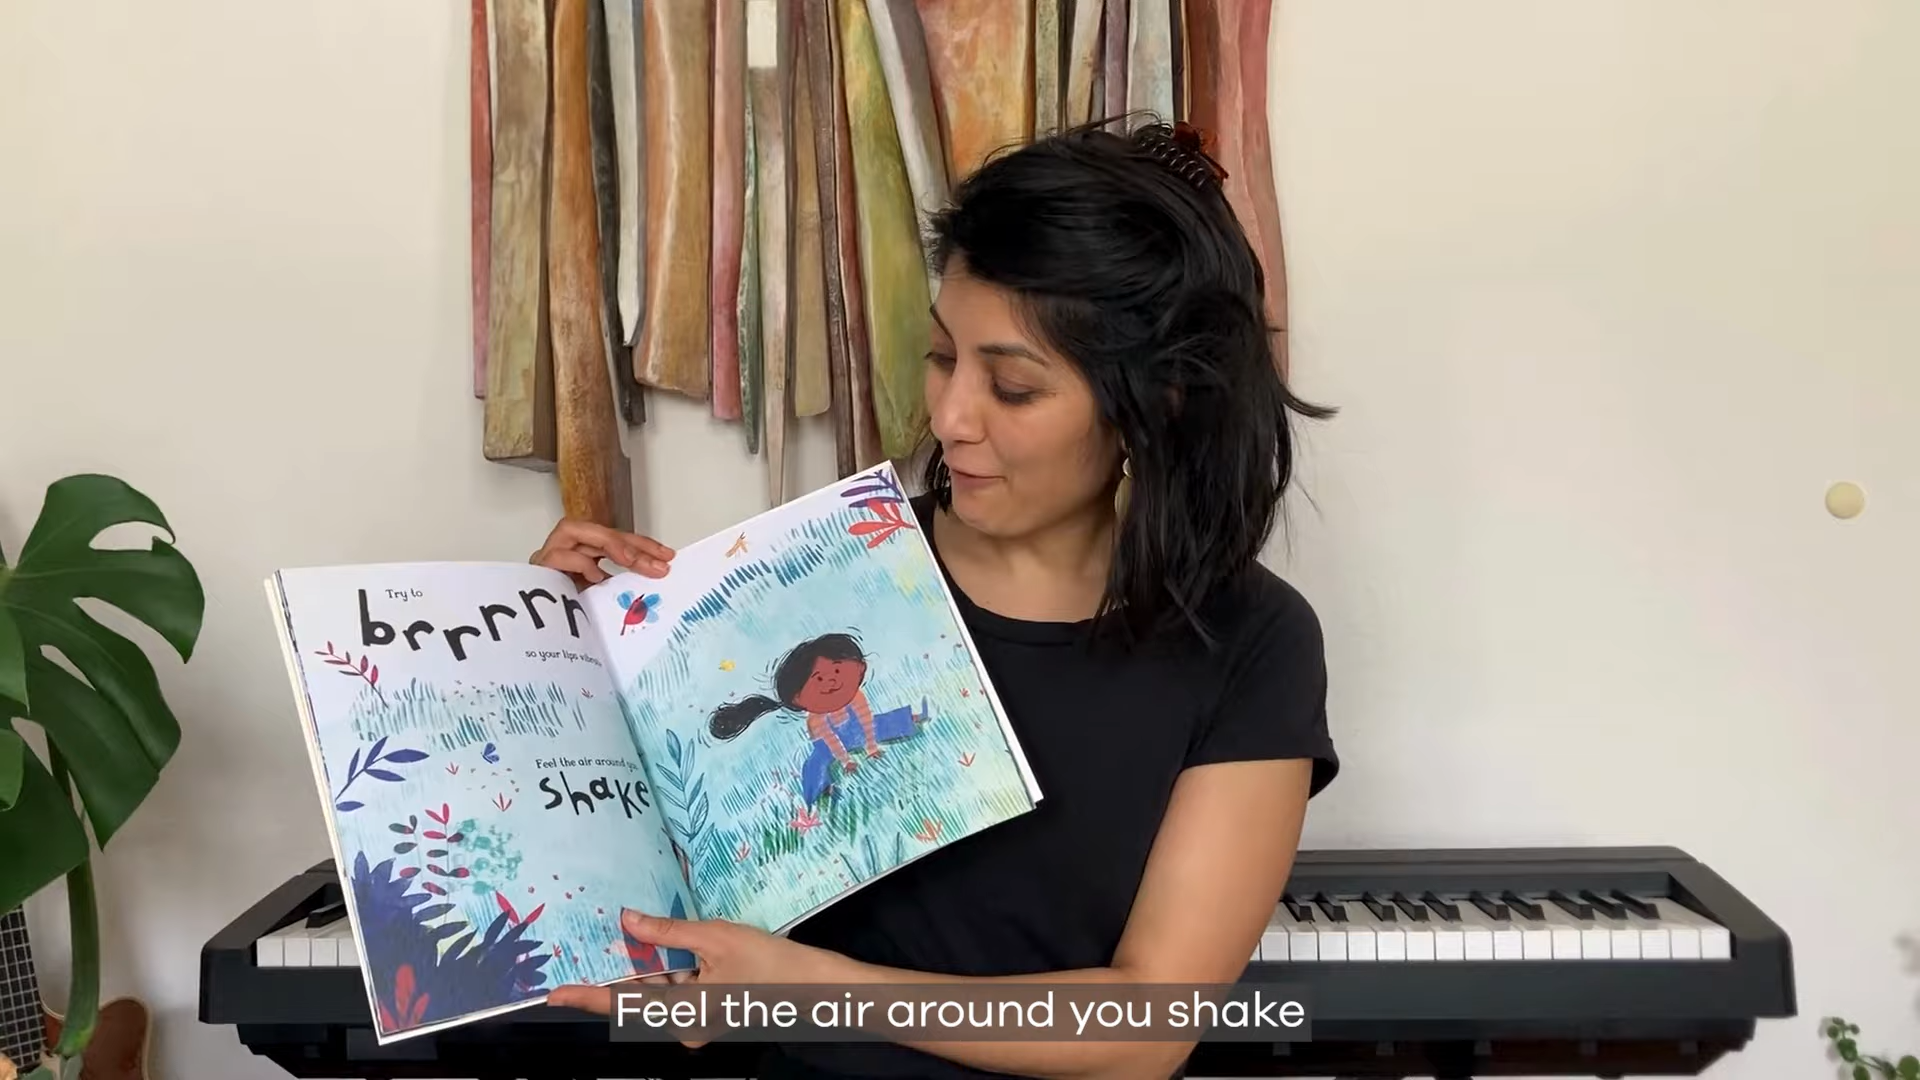 Try to
brrrrr
so your lips vibrate
Feel the air around you
shake
Feel the air around you shake